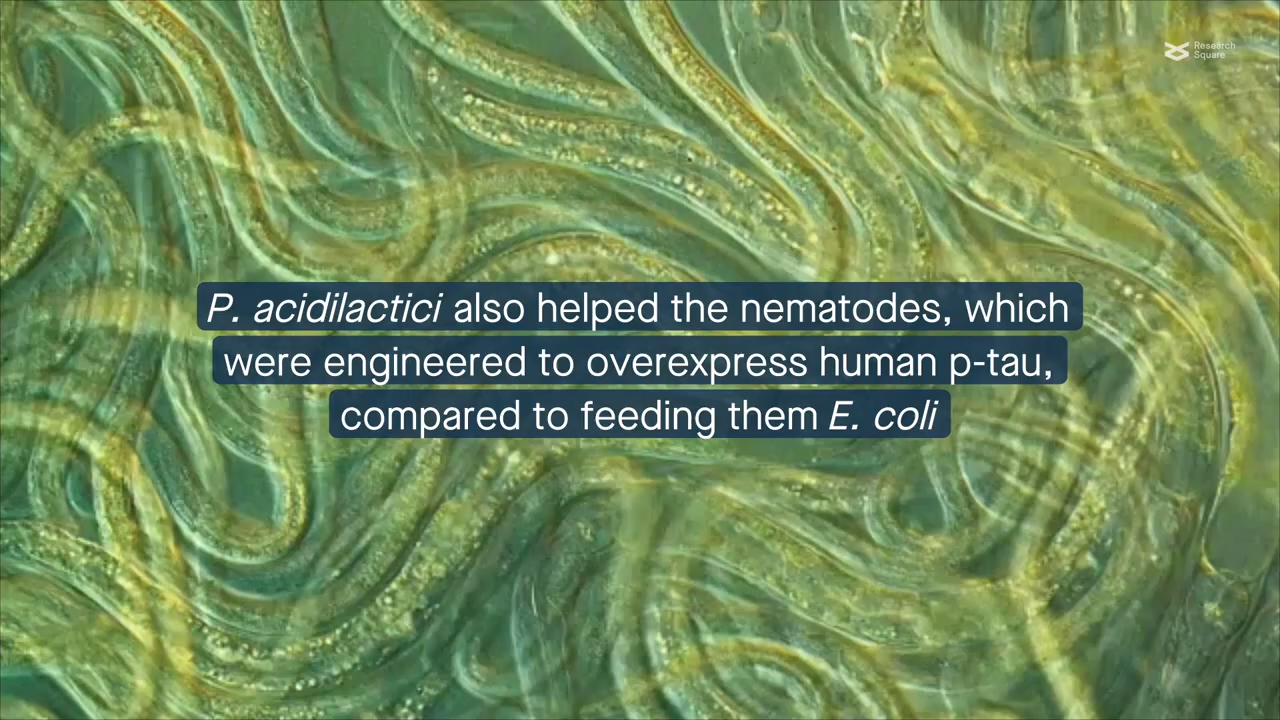 Research
Square
P. acidilactici also helped the nematodes, which
were engineered to overexpress human p-tau,
compared to feeding them E. coli